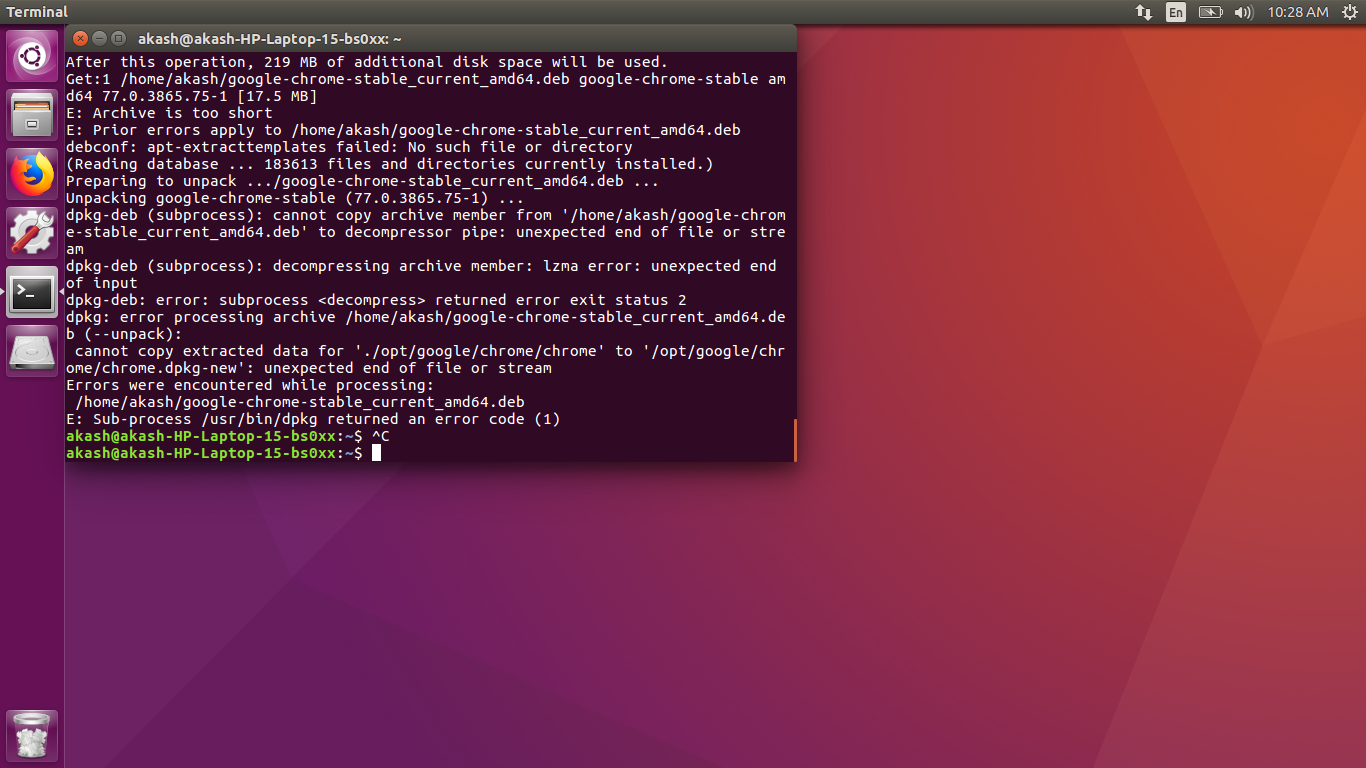 Terminal
En
10:28 AM
akash@akash-HP-Laptop-15-bs0xx: ~
After this operation, 219 MB of additional disk space will be used.
Get:1 /home/akash/google-chrome-stable_current_amd64.deb google-chrome-stable am
d64 77.0.3865.75-1 [17.5 MB]
E: Archive is too short
E: Prior errors apply to /home/akash/google-chrome-stable_current_amd64.deb
debconf: apt-extracttemplates failed: No such file or directory
(Reading database ... 183613 files and directories currently installed.)
Preparing to unpack .../google-chrome-stable_current_amd64.deb ...
Unpacking google-chrome-stable (77.0.3865.75-1) ...
dpkg-deb (subprocess): cannot copy archive member from '/home/akash/google-chrom
e-stable_current_amd64.deb' to decompressor pipe: unexpected end of file or stre
am
dpkg-deb (subprocess): decompressing archive member: lzma error: unexpected end
of input
dpkg-deb: error: subprocess <decompress> returned error exit status 2
dpkg: error processing archive /home/akash/google-chrome-stable_current_amd64.de
b (--unpack):
 cannot copy extracted data for './opt/google/chrome/chrome' to '/opt/google/chr
ome/chrome.dpkg-new': unexpected end of file or stream
Errors were encountered while processing:
 /home/akash/google-chrome-stable_current_amd64.deb
E: Sub-process /usr/bin/dpkg returned an error code (1)
akash@akash-HP-Laptop-15-bs0xx:~$ ^C
akash@akash-HP-Laptop-15-bs0xx:~$